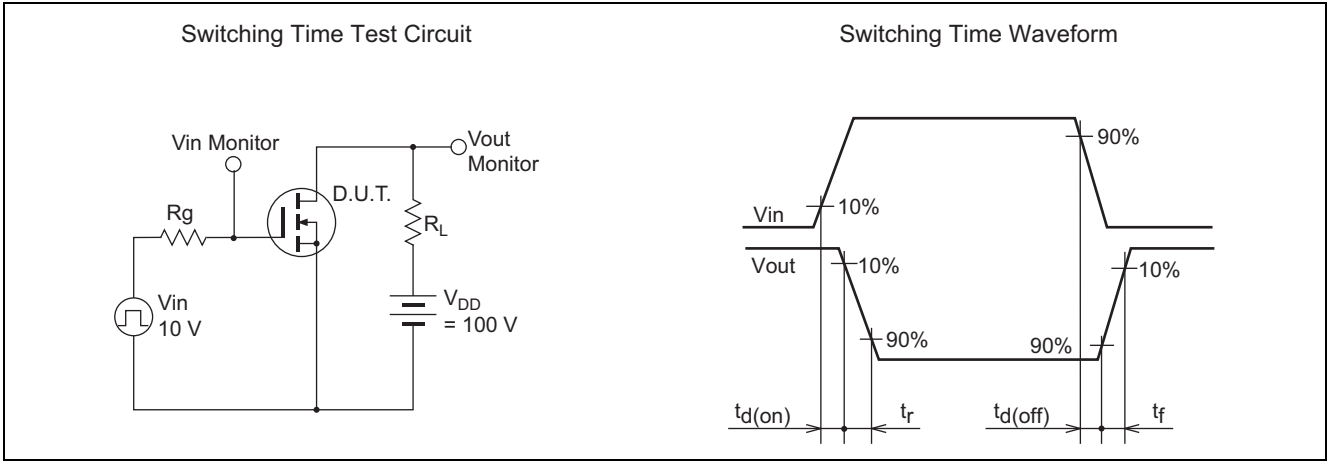 Switching Time Test Circuit
Vin Monitor
Vout
Monitor
D.U.T.
Rg
RL
Vin
10 V
VDD
= 100 V
Switching Time Waveform
90%
Vin
10%
Vout
10%
10%
90%
90%
td(on)
tr
td(off)
tf